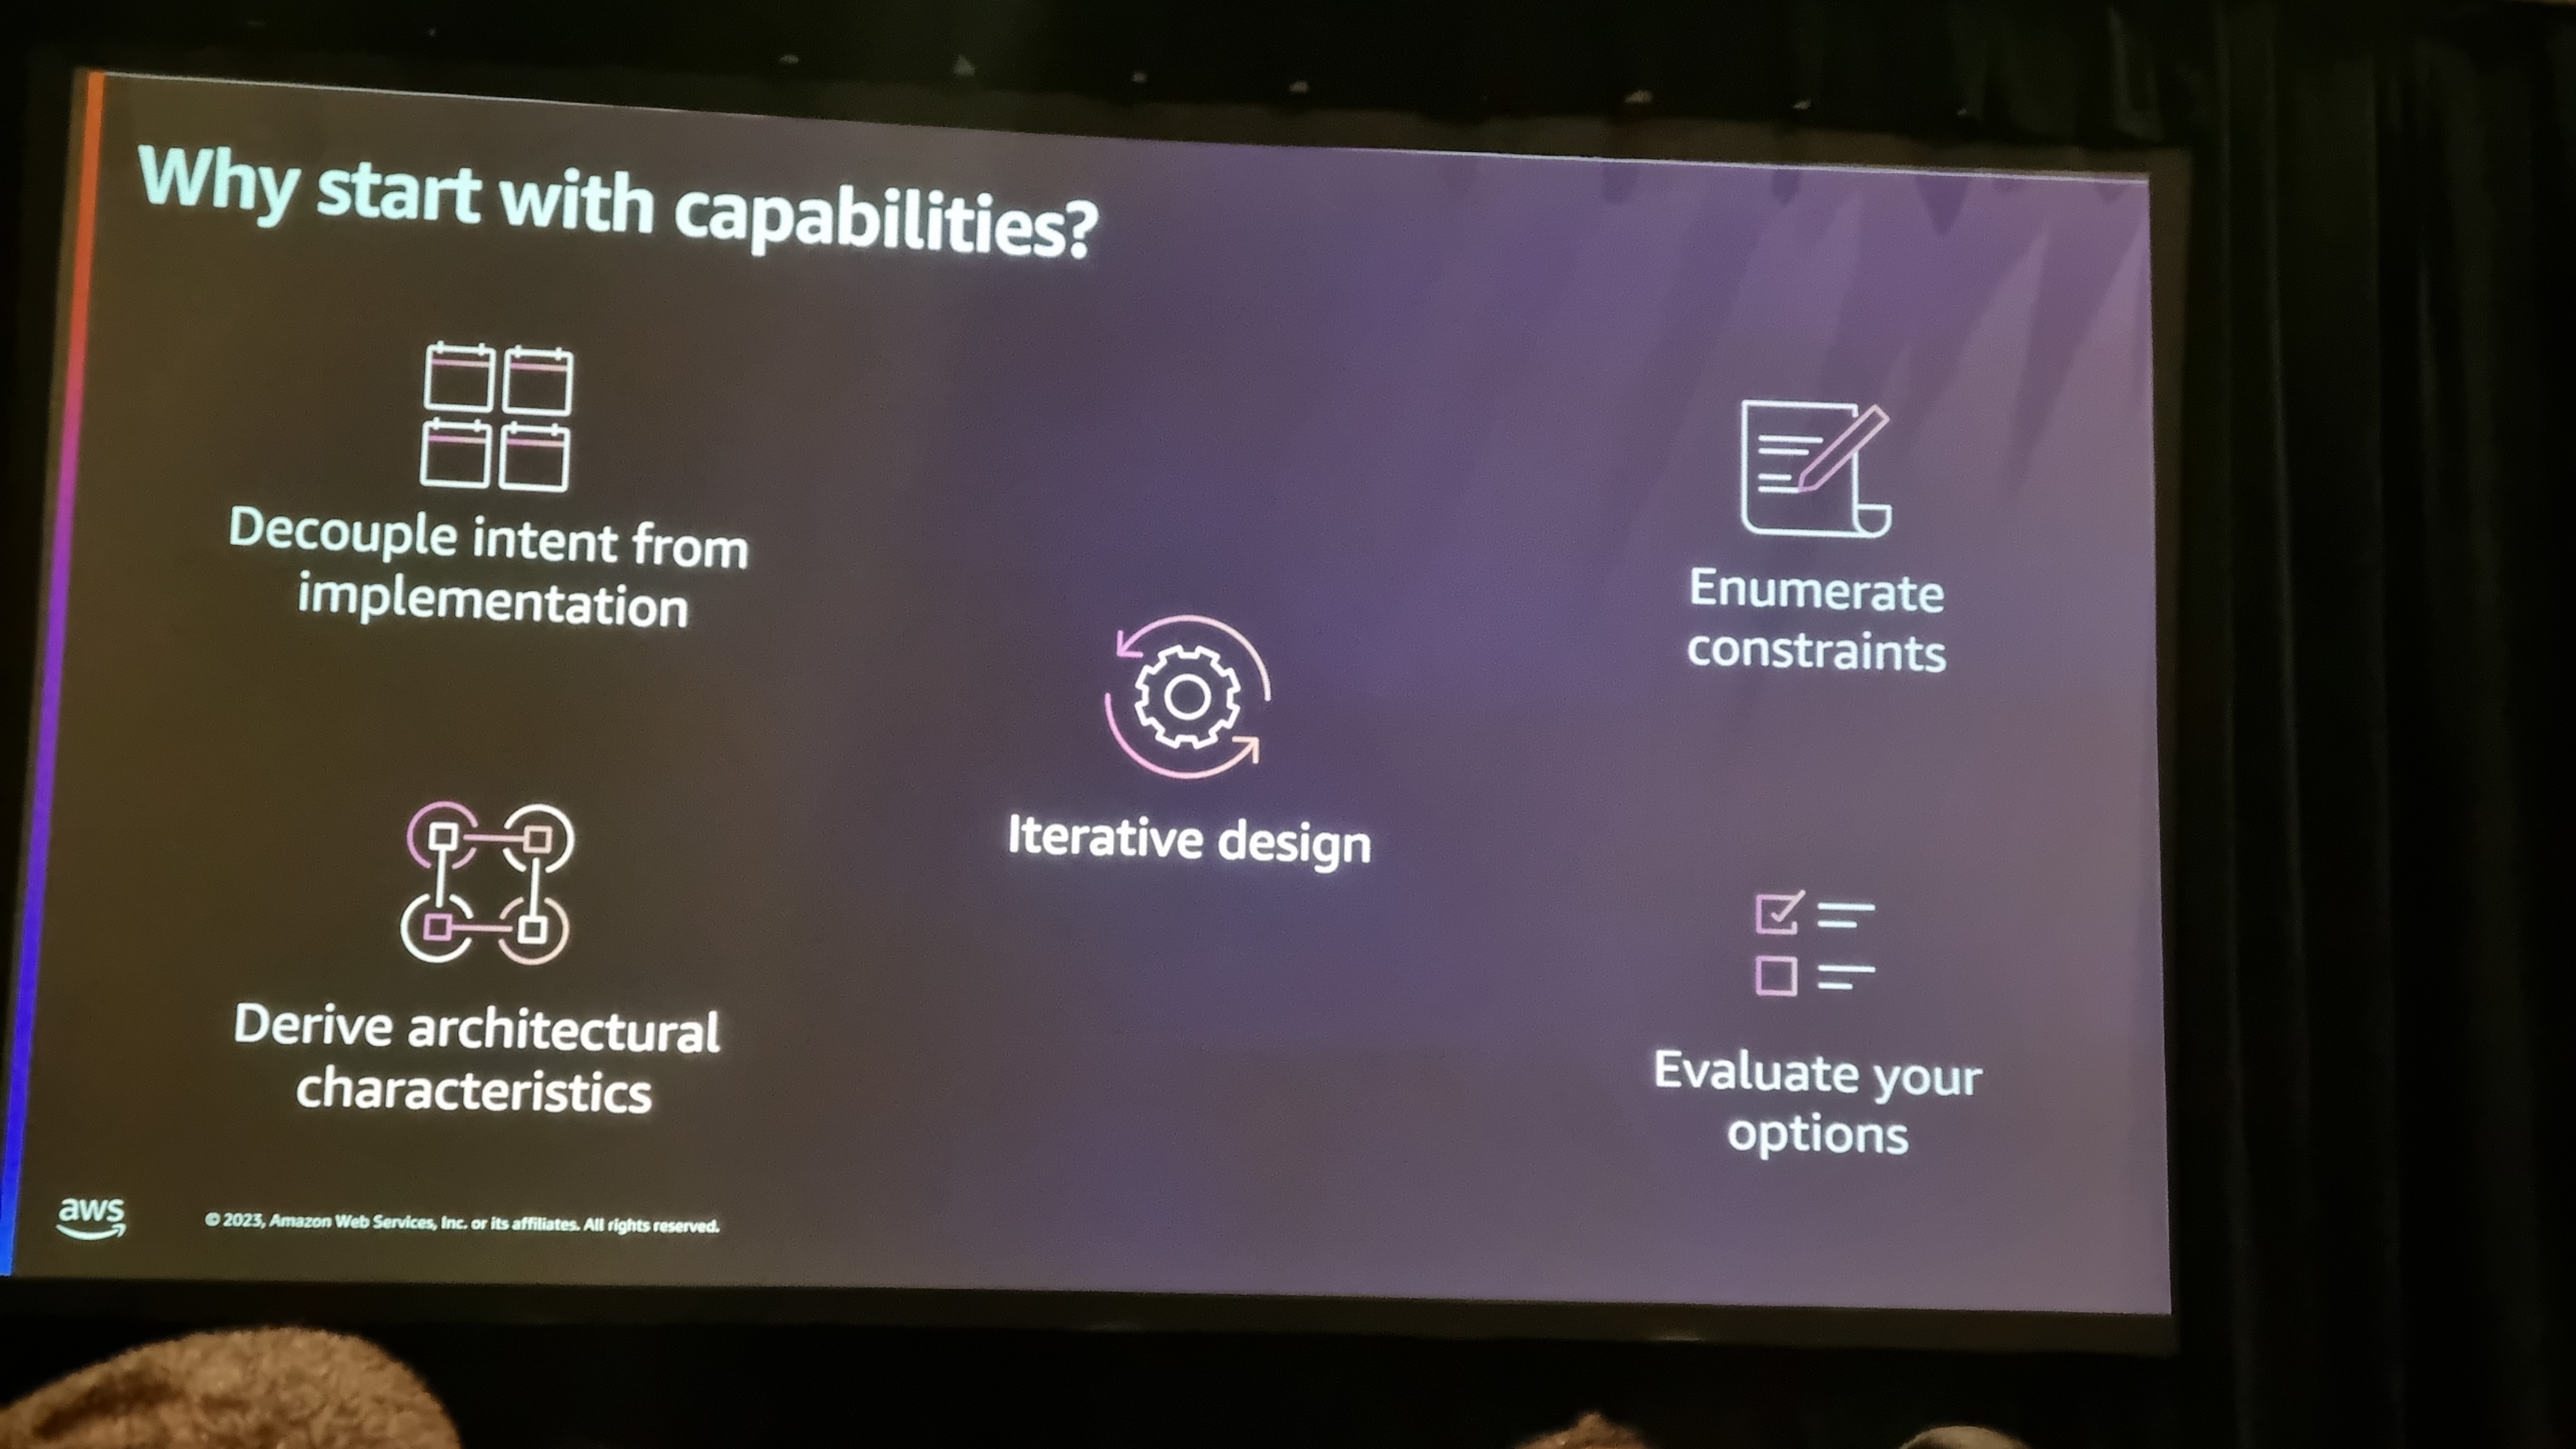 Why start with capabilities?
Decouple intent from
implementation
Derive architectural
characteristics
Iterative design
Enumerate
constraints
Evaluate your
options
aws
© 2023, Amazon Web Services, Inc. or its affiliates. All rights reserved.